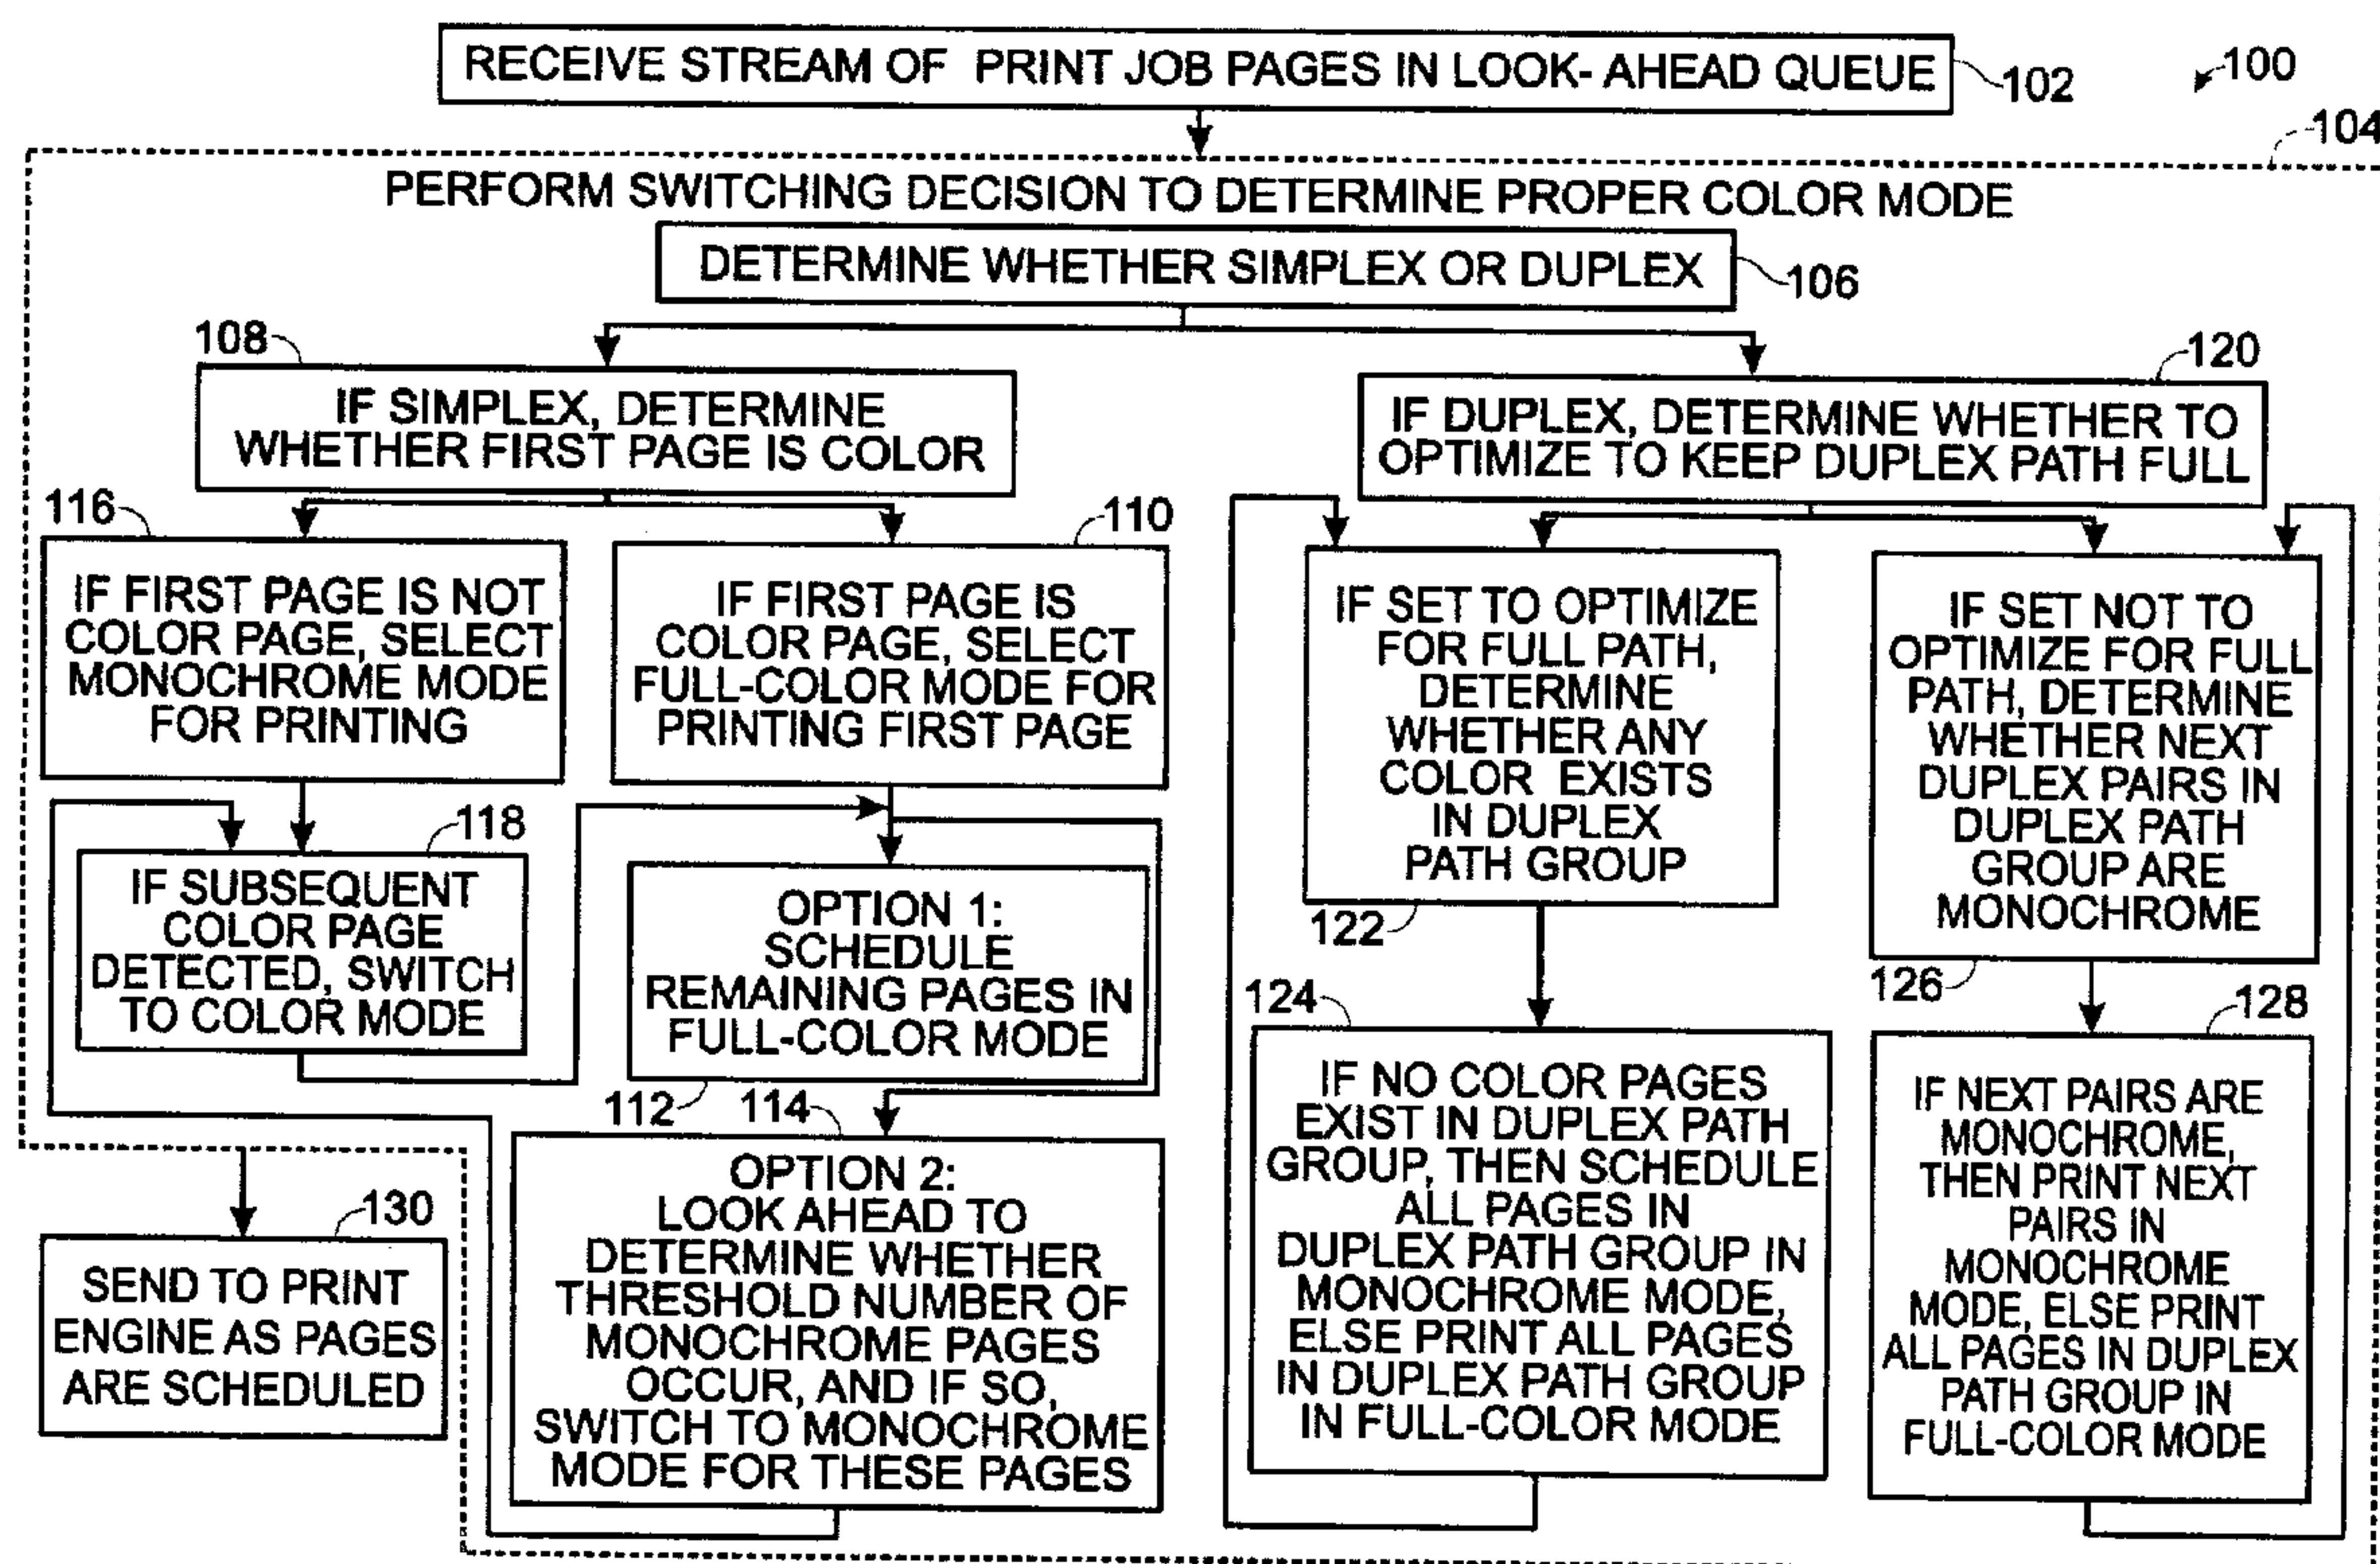 RECEIVE STREAM OF PRINT JOB PAGES IN LOOK- AHEAD QUEUE
102
100
104
PERFORM SWITCHING DECISION TO DETERMINE PROPER COLOR MODE
DETERMINE WHETHER SIMPLEX OR DUPLEX
106
108
IF SIMPLEX, DETERMINE
WHETHER FIRST PAGE IS COLOR
120
IF DUPLEX, DETERMINE WHETHER TO
OPTIMIZE TO KEEP DUPLEX PATH FULL
116
IF FIRST PAGE IS NOT
COLOR PAGE, SELECT
MONOCHROME MODE
FOR PRINTING
110
IF FIRST PAGE IS
COLOR PAGE, SELECT
FULL-COLOR MODE FOR
PRINTING FIRST PAGE
IF SET TO OPTIMIZE
FOR FULL PATH,
DETERMINE
WHETHER ANY
COLOR EXISTS
IN DUPLEX
PATH GROUP
122
IF SET NOT TO
OPTIMIZE FOR FULL
PATH, DETERMINE
WHETHER NEXT
DUPLEX PAIRS IN
DUPLEX PATH
GROUP ARE
MONOCHROME
126
118
IF SUBSEQUENT
COLOR PAGE
DETECTED, SWITCH
TO COLOR MODE
OPTION 1:
SCHEDULE
REMAINING PAGES IN
FULL-COLOR MODE
112
114
OPTION 2:
LOOK AHEAD TO
DETERMINE WHETHER
THRESHOLD NUMBER OF
MONOCHROME PAGES
OCCUR, AND IF SO,
SWITCH TO MONOCHROME
MODE FOR THESE PAGES
124
IF NO COLOR PAGES
EXIST IN DUPLEX PATH
GROUP, THEN SCHEDULE
ALL PAGES IN
DUPLEX PATH GROUP IN
MONOCHROME MODE,
ELSE PRINT ALL PAGES
IN DUPLEX PATH GROUP
IN FULL-COLOR MODE
128
IF NEXT PAIRS ARE
MONOCHROME,
THEN PRINT NEXT
PAIRS IN
MONOCHROME
MODE, ELSE PRINT
ALL PAGES IN DUPLEX
PATH GROUP IN
FULL-COLOR MODE
130
SEND TO PRINT
ENGINE AS PAGES
ARE SCHEDULED